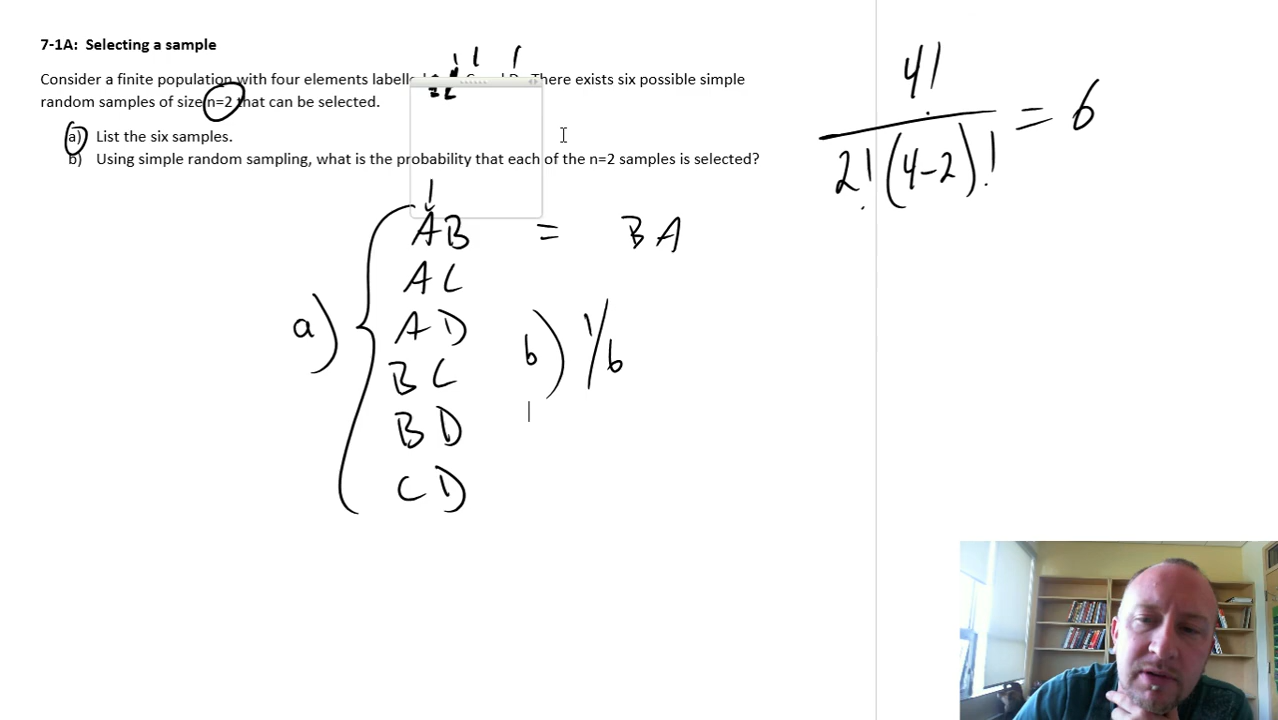 7-1A: Selecting a sample
Consider a finite population with four elements labelle There exists six possible simple
random samples of size n=2 that can be selected.
a) List the six samples.
b) Using simple random sampling, what is the probability that each of the n=2 samples is selected?
4!
2!(4-2)! = 6
AB = BA
AC
a) AD
b) 1/6
BC
BD
CD